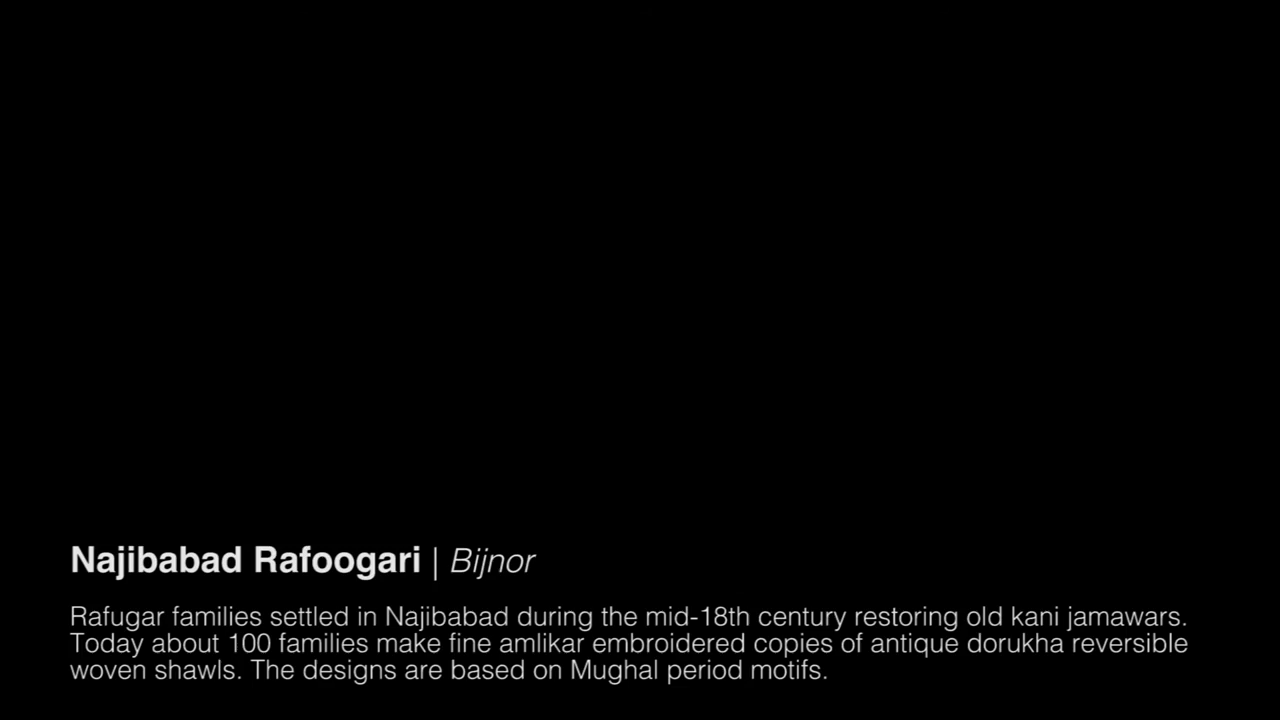 Najibabad Rafoogari | Bijnor
Rafugar families settled in Najibabad during the mid-18th century restoring old kani jamawars.
Today about 100 families make fine amlikar embroidered copies of antique dorukha reversible
woven shawls. The designs are based on Mughal period motifs.